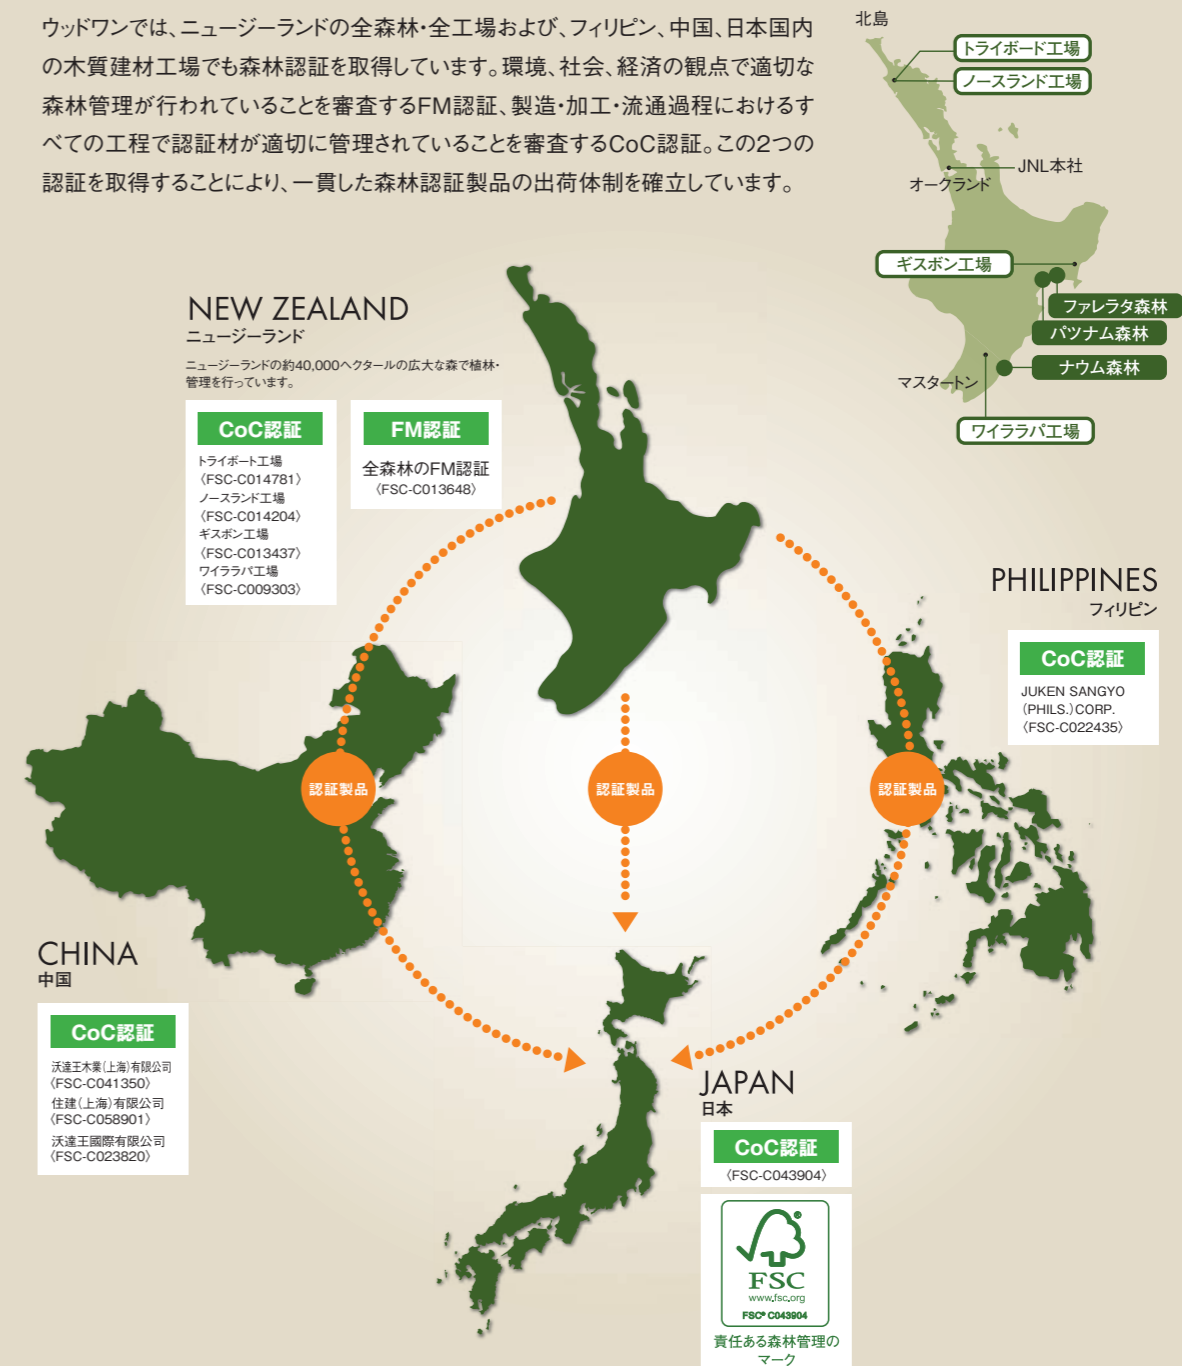 ウッドワンでは、ニュージーランドの全森林・全工場および、フィリピン、中国、日本国内
の木質建材工場でも森林認証を取得しています。環境、社会、経済の観点で適切な
森林管理が行われていることを審査するFM認証、製造・加工・流通過程におけるす
べての工程で認証材が適切に管理されていることを審査するCoC認証。この2つの
認証を取得することにより、一貫した森林認証製品の出荷体制を確立しています。
北島
トライボード工場
ノースランド工場
JNL本社
オークランド
ギスボン工場
ファレラタ森林
パツナム森林
ナウム森林
マスタートン
ワイララパ工場
NEW ZEALAND
ニュージーランド
ニュージーランドの約40,000ヘクタールの広大な森で植林・
管理を行っています。
CoC認証
トライボート工場
〈FSC-C014781〉
ノースランド工場
〈FSC-C014204〉
ギスボン工場
〈FSC-C013437〉
ワイララパ工場
〈FSC-C009303〉
FM認証
全森林のFM認証
〈FSC-C013648〉
PHILIPPINES
フィリピン
CoC認証
JUKEN SANGYO
(PHILS.)CORP.
〈FSC-C022435〉
認証製品
認証製品
認証製品
CHINA
中国
CoC認証
沃達王木業(上海)有限公司
〈FSC-C041350〉
住建(上海)有限公司
〈FSC-C058901〉
沃達王國際有限公司
〈FSC-C023820〉
JAPAN
日本
CoC認証
〈FSC-C043904〉
®
FSC
www.fsc.org
FSC® C043904
責任ある森林管理の
マーク